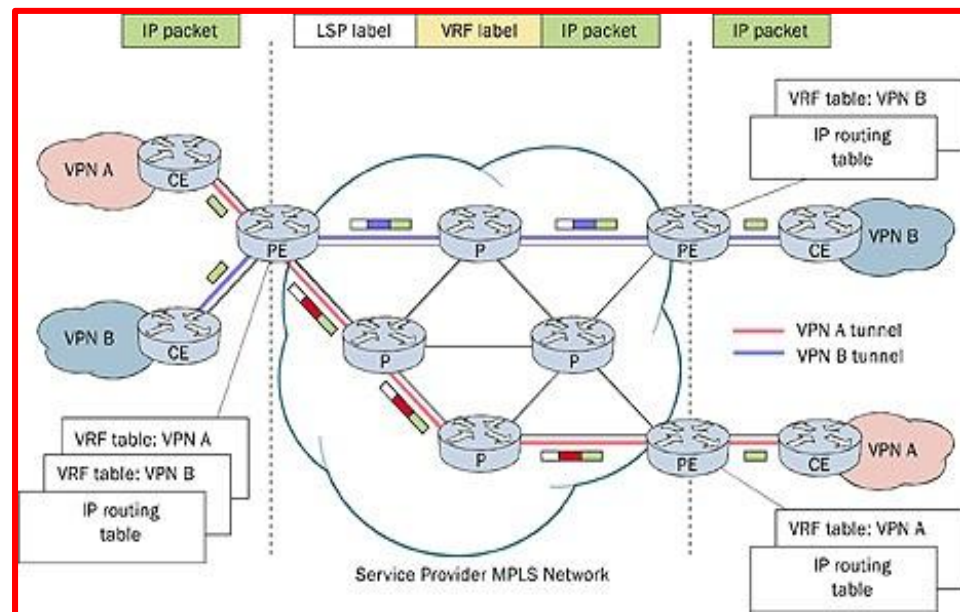 IP packet
LSP label
VRF label
IP packet
IP packet
VRF table: VPN B
IP routing
table
VPN A
CE
PE
P
PE
CE
VPN B
VPN B
CE
P
P
VPN A tunnel
VPN B tunnel
P
PE
CE
VPN A
VRF table: VPN A
VRF table: VPN B
IP routing
table
VRF table: VPN A
IP routing
table
Service Provider MPLS Network